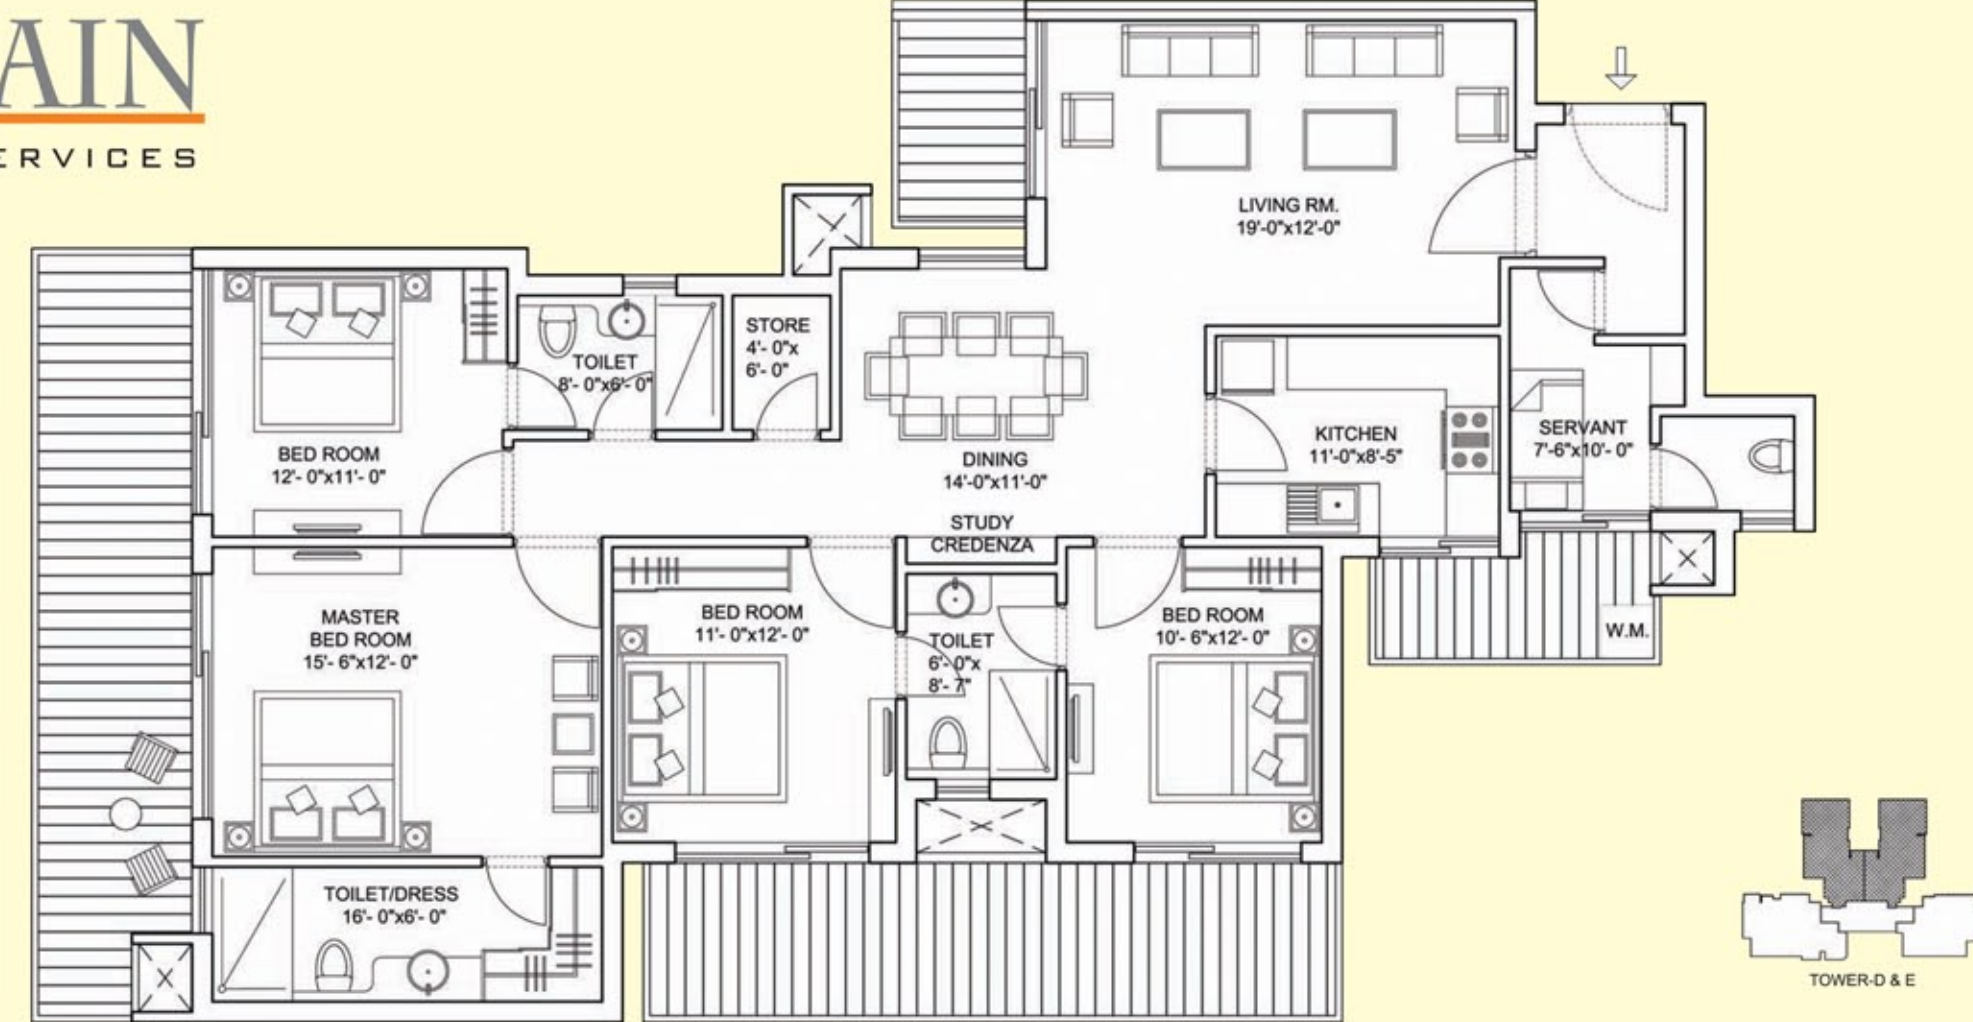 AIN
ERVICES
LIVING RM.
19'-0"x12'-0"
STORE
4'- 0"x
6'- 0"
TOILET
8'- 0"x6'- 0"
BED ROOM
12'- 0"x11'- 0"
DINING
14'-0"x11'-0"
STUDY
CREDENZA
KITCHEN
11'-0"x8'-5"
SERVANT
7'-6"x10'- 0"
MASTER
BED ROOM
15'- 6"x12'- 0"
BED ROOM
11'- 0"x12'- 0"
TOILET
6'- 0"x
8'- 7"
BED ROOM
10'- 6"x12'- 0"
W.M.
TOILET/DRESS
16'- 0"x6'- 0"
TOWER-D & E